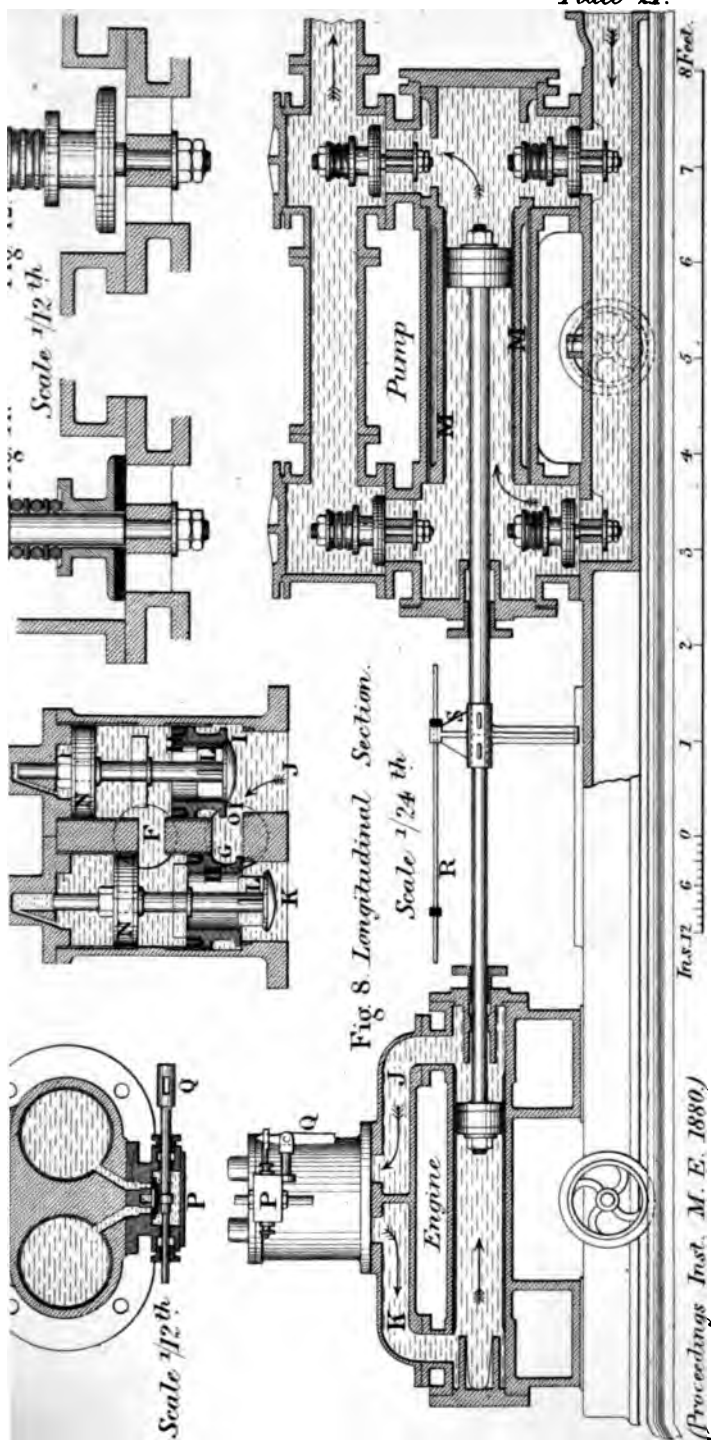 Scale 1/12 th
P
Q
N
N
F
H
H
I
G
O
L
L
J
K
Scale 1/12 th
Fig. 8. Longitudinal Section.
Scale 1/24 th
P
Q
K
J
Engine
R
S
Pump
M
M
Ins. 12 6 0 1 2 3 4 5 6 7 8 Feet.
(Proceedings Inst. M. E. 1880.)